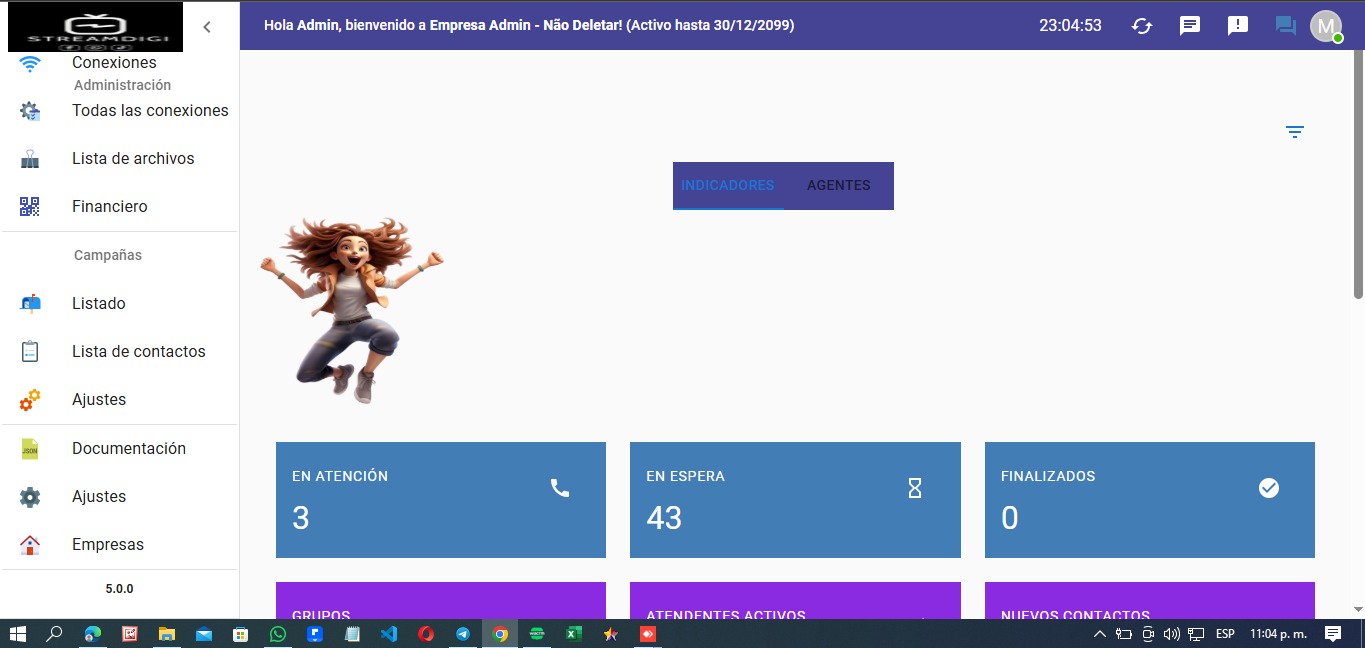 STREAMDIGI
Hola Admin, bienvenido a Empresa Admin - Não Deletar! (Activo hasta 30/12/2099)
23:04:53
M
Conexiones
Administración
Todas las conexiones
Lista de archivos
Financiero
Campañas
Listado
Lista de contactos
Ajustes
JSON
Documentación
Ajustes
Empresas
5.0.0
INDICADORES
AGENTES
EN ATENCIÓN
3
EN ESPERA
43
FINALIZADOS
0
GRUPOS
ATENDENTES ACTIVOS
NUEVOS CONTACTOS
ESP
11:04 p. m.